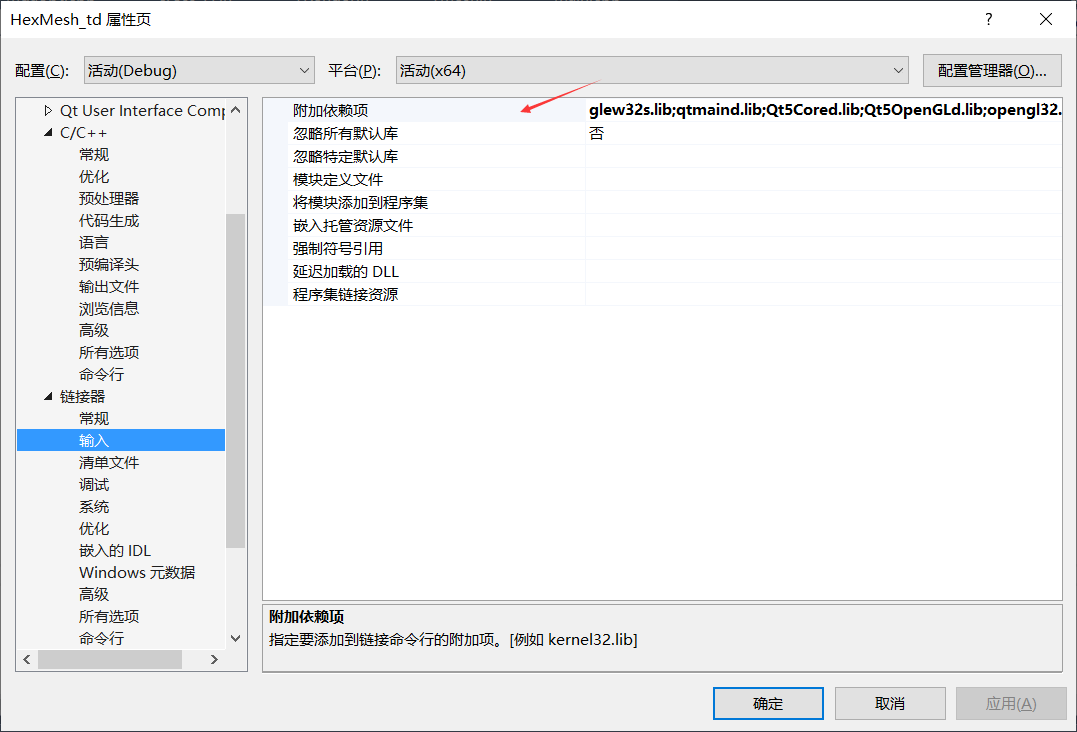 HexMesh_td 属性页
?
配置(C): 活动(Debug) 平台(P): 活动(x64) 配置管理器(O)...
Qt User Interface Comp
C/C++
常规
优化
预处理器
代码生成
语言
预编译头
输出文件
浏览信息
高级
所有选项
命令行
链接器
常规
输入
清单文件
调试
系统
优化
嵌入的 IDL
Windows 元数据
高级
所有选项
命令行
附加依赖项 glew32s.lib;qtmaind.lib;Qt5Cored.lib;Qt5OpenGLd.lib;opengl32.
忽略所有默认库 否
忽略特定默认库
模块定义文件
将模块添加到程序集
嵌入托管资源文件
强制符号引用
延迟加载的 DLL
程序集链接资源
附加依赖项
指定要添加到链接命令行的附加项。[例如 kernel32.lib]
确定 取消 应用(A)